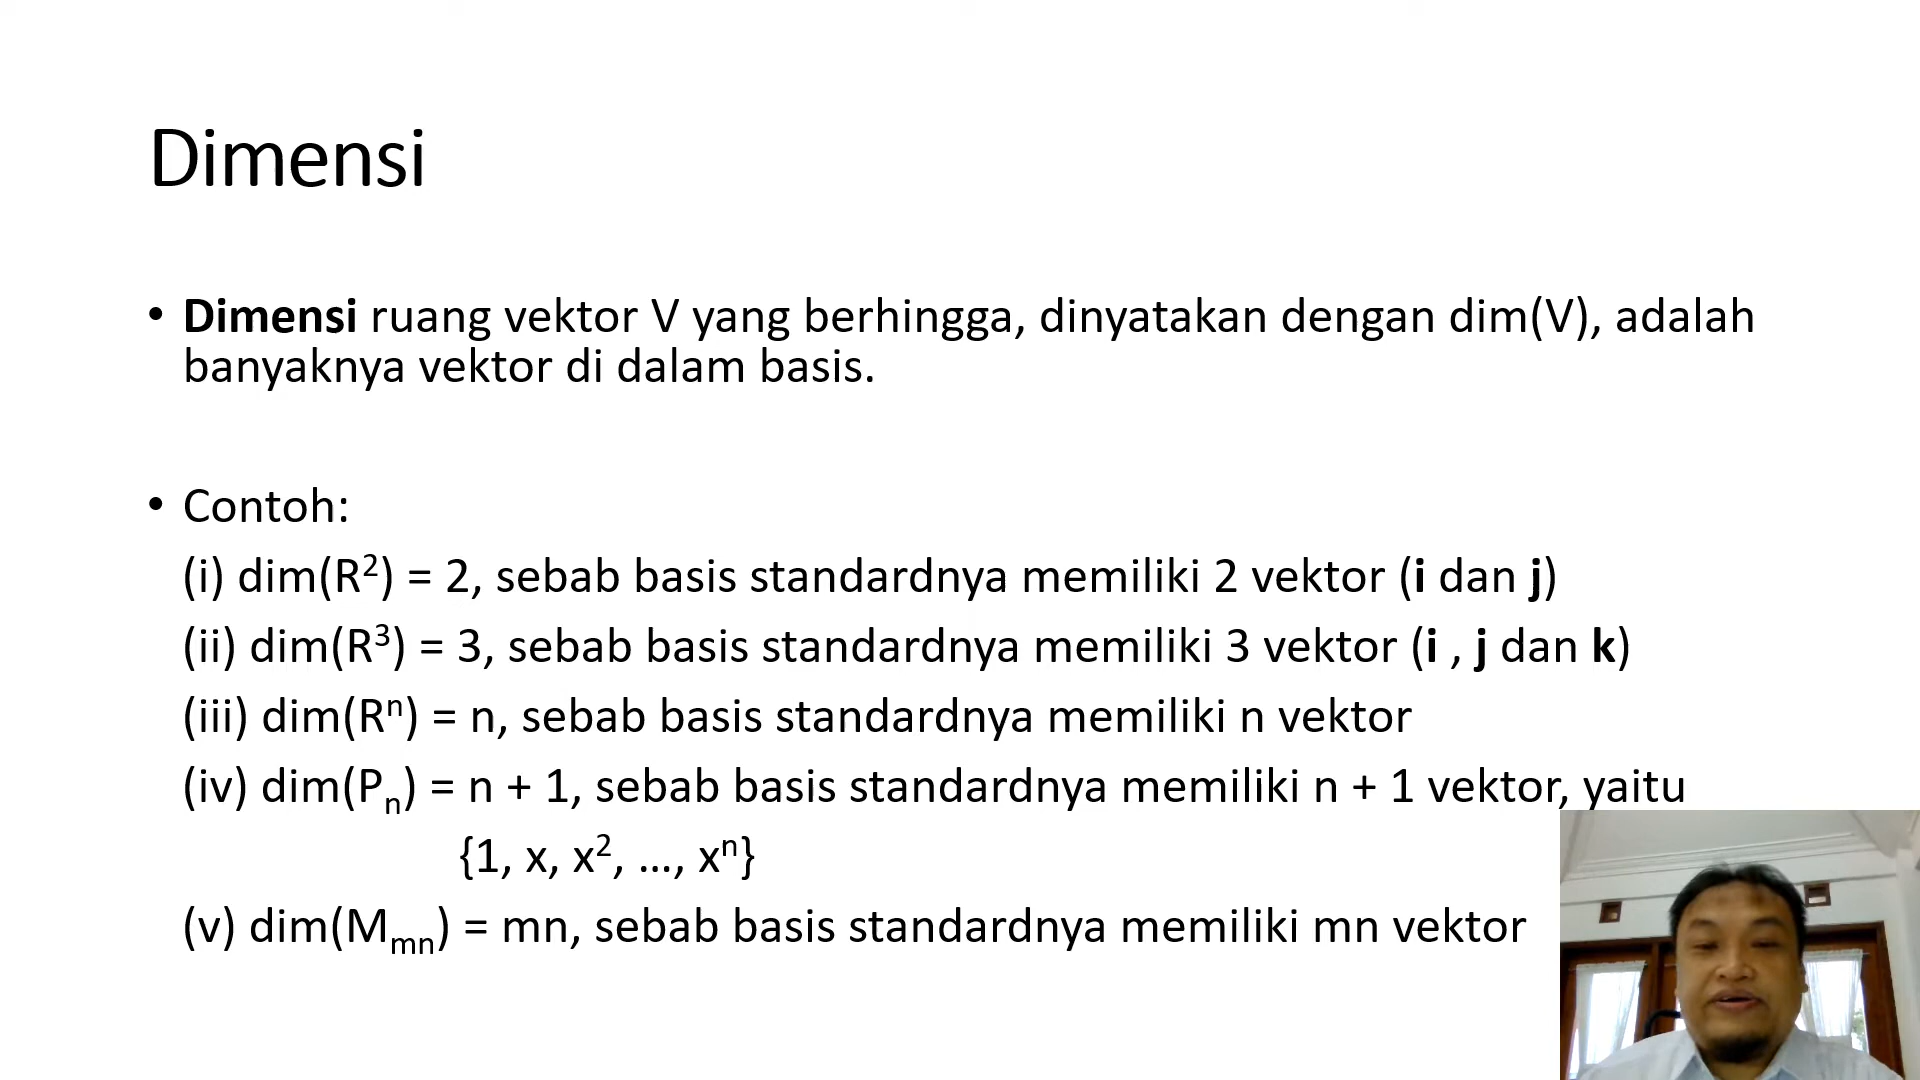 Dimensi
• Dimensi ruang vektor V yang berhingga, dinyatakan dengan dim(V), adalah
banyaknya vektor di dalam basis.
• Contoh:
(i) dim(R²) = 2, sebab basis standardnya memiliki 2 vektor (i dan j)
(ii) dim(R³) = 3, sebab basis standardnya memiliki 3 vektor (i , j dan k)
(iii) dim(Rⁿ) = n, sebab basis standardnya memiliki n vektor
(iv) dim(Pₙ) = n + 1, sebab basis standardnya memiliki n + 1 vektor, yaitu
{1, x, x², …, xⁿ}
(v) dim(Mₘₙ) = mn, sebab basis standardnya memiliki mn vektor